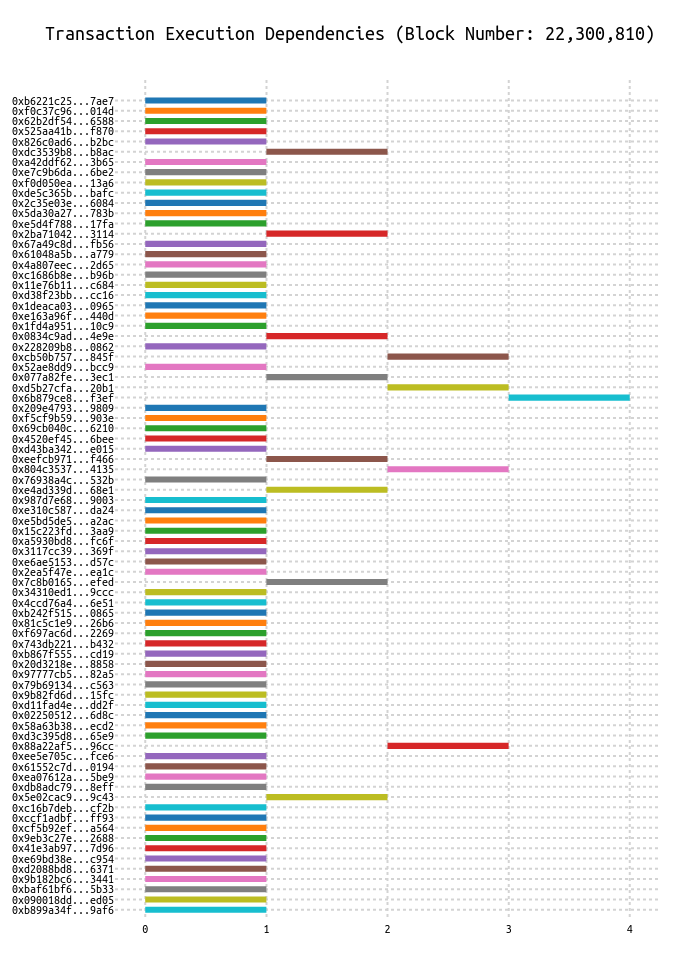 Transaction Execution Dependencies (Block Number: 22,300,810)
0xb6221c25...7ae7
0xf0c37c96...014d
0x62b2df54...6588
0x525aa41b...f870
0x826c0ad6...b2bc
0xdc3539b8...b8ac
0xa42ddf62...3b65
0xe7c9b6da...6be2
0xf0d050ea...13a6
0xde5c365b...bafc
0x2c35e03e...6084
0x5da30a27...783b
0xe5d4f788...17fa
0x2ba71042...3114
0x67a49c8d...fb56
0x61048a5b...a779
0x4a807eec...2d65
0xc1686b8e...b96b
0x11e76b11...c684
0xd38f23bb...cc16
0x1deaca03...0965
0xe163a96f...440d
0x1fd4a951...10c9
0x0834c9ad...4e9e
0x228209b8...0862
0xcb50b757...845f
0x52ae8dd9...bcc9
0x077a82fe...3ec1
0xd5b27cfa...20b1
0x6b879ce8...f3ef
0x209e4793...9809
0xf5cf9b59...903e
0x69cb040c...6210
0x4520ef45...6bee
0xd43ba342...e015
0xeefcb971...f466
0x804c3537...4135
0x76938a4c...532b
0xe4ad339d...68e1
0x987d7e68...9003
0xe310c587...da24
0xe5bd5de5...a2ac
0x15c223fd...3aa9
0xa5930bd8...fc6f
0x3117cc39...369f
0xe6ae5153...d57c
0x2ea5f47e...ea1c
0x7c8b0165...efed
0x34310ed1...9ccc
0x4ccd76a4...6e51
0xb242f515...0865
0x81c5c1e9...26b6
0xf697ac6d...2269
0x743db221...b432
0xb867f555...cd19
0x20d3218e...8858
0x97777cb5...82a5
0x79b69134...c563
0x9b82fd6d...15fc
0xd11fad4e...dd2f
0x02250512...6d8c
0x58a63b38...ecd2
0xd3c395d8...65e9
0x88a22af5...96cc
0xee5e705c...fce6
0x61552c7d...0194
0xea07612a...5be9
0xdb8adc79...8eff
0x5e02cac9...9c43
0xc16b7deb...cf2b
0xccf1adbf...ff93
0xcf5b92ef...a564
0x9eb3c27e...2688
0x41e3ab97...7d96
0xe69bd38e...c954
0xd2088bd8...6371
0x9b182bc6...3441
0xbaf61bf6...5b33
0x090018dd...ed05
0xb899a34f...9af6
0 1 2 3 4